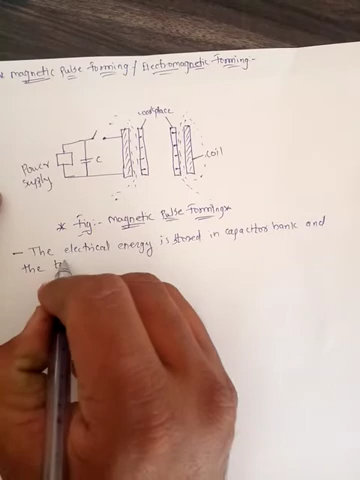 * magnetic pulse forming / Electromagnetic forming:-
workpiece
C
Power
supply
coil
* Fig:- magnetic pulse forming *
- The electrical energy is stored in capacitor bank and
the